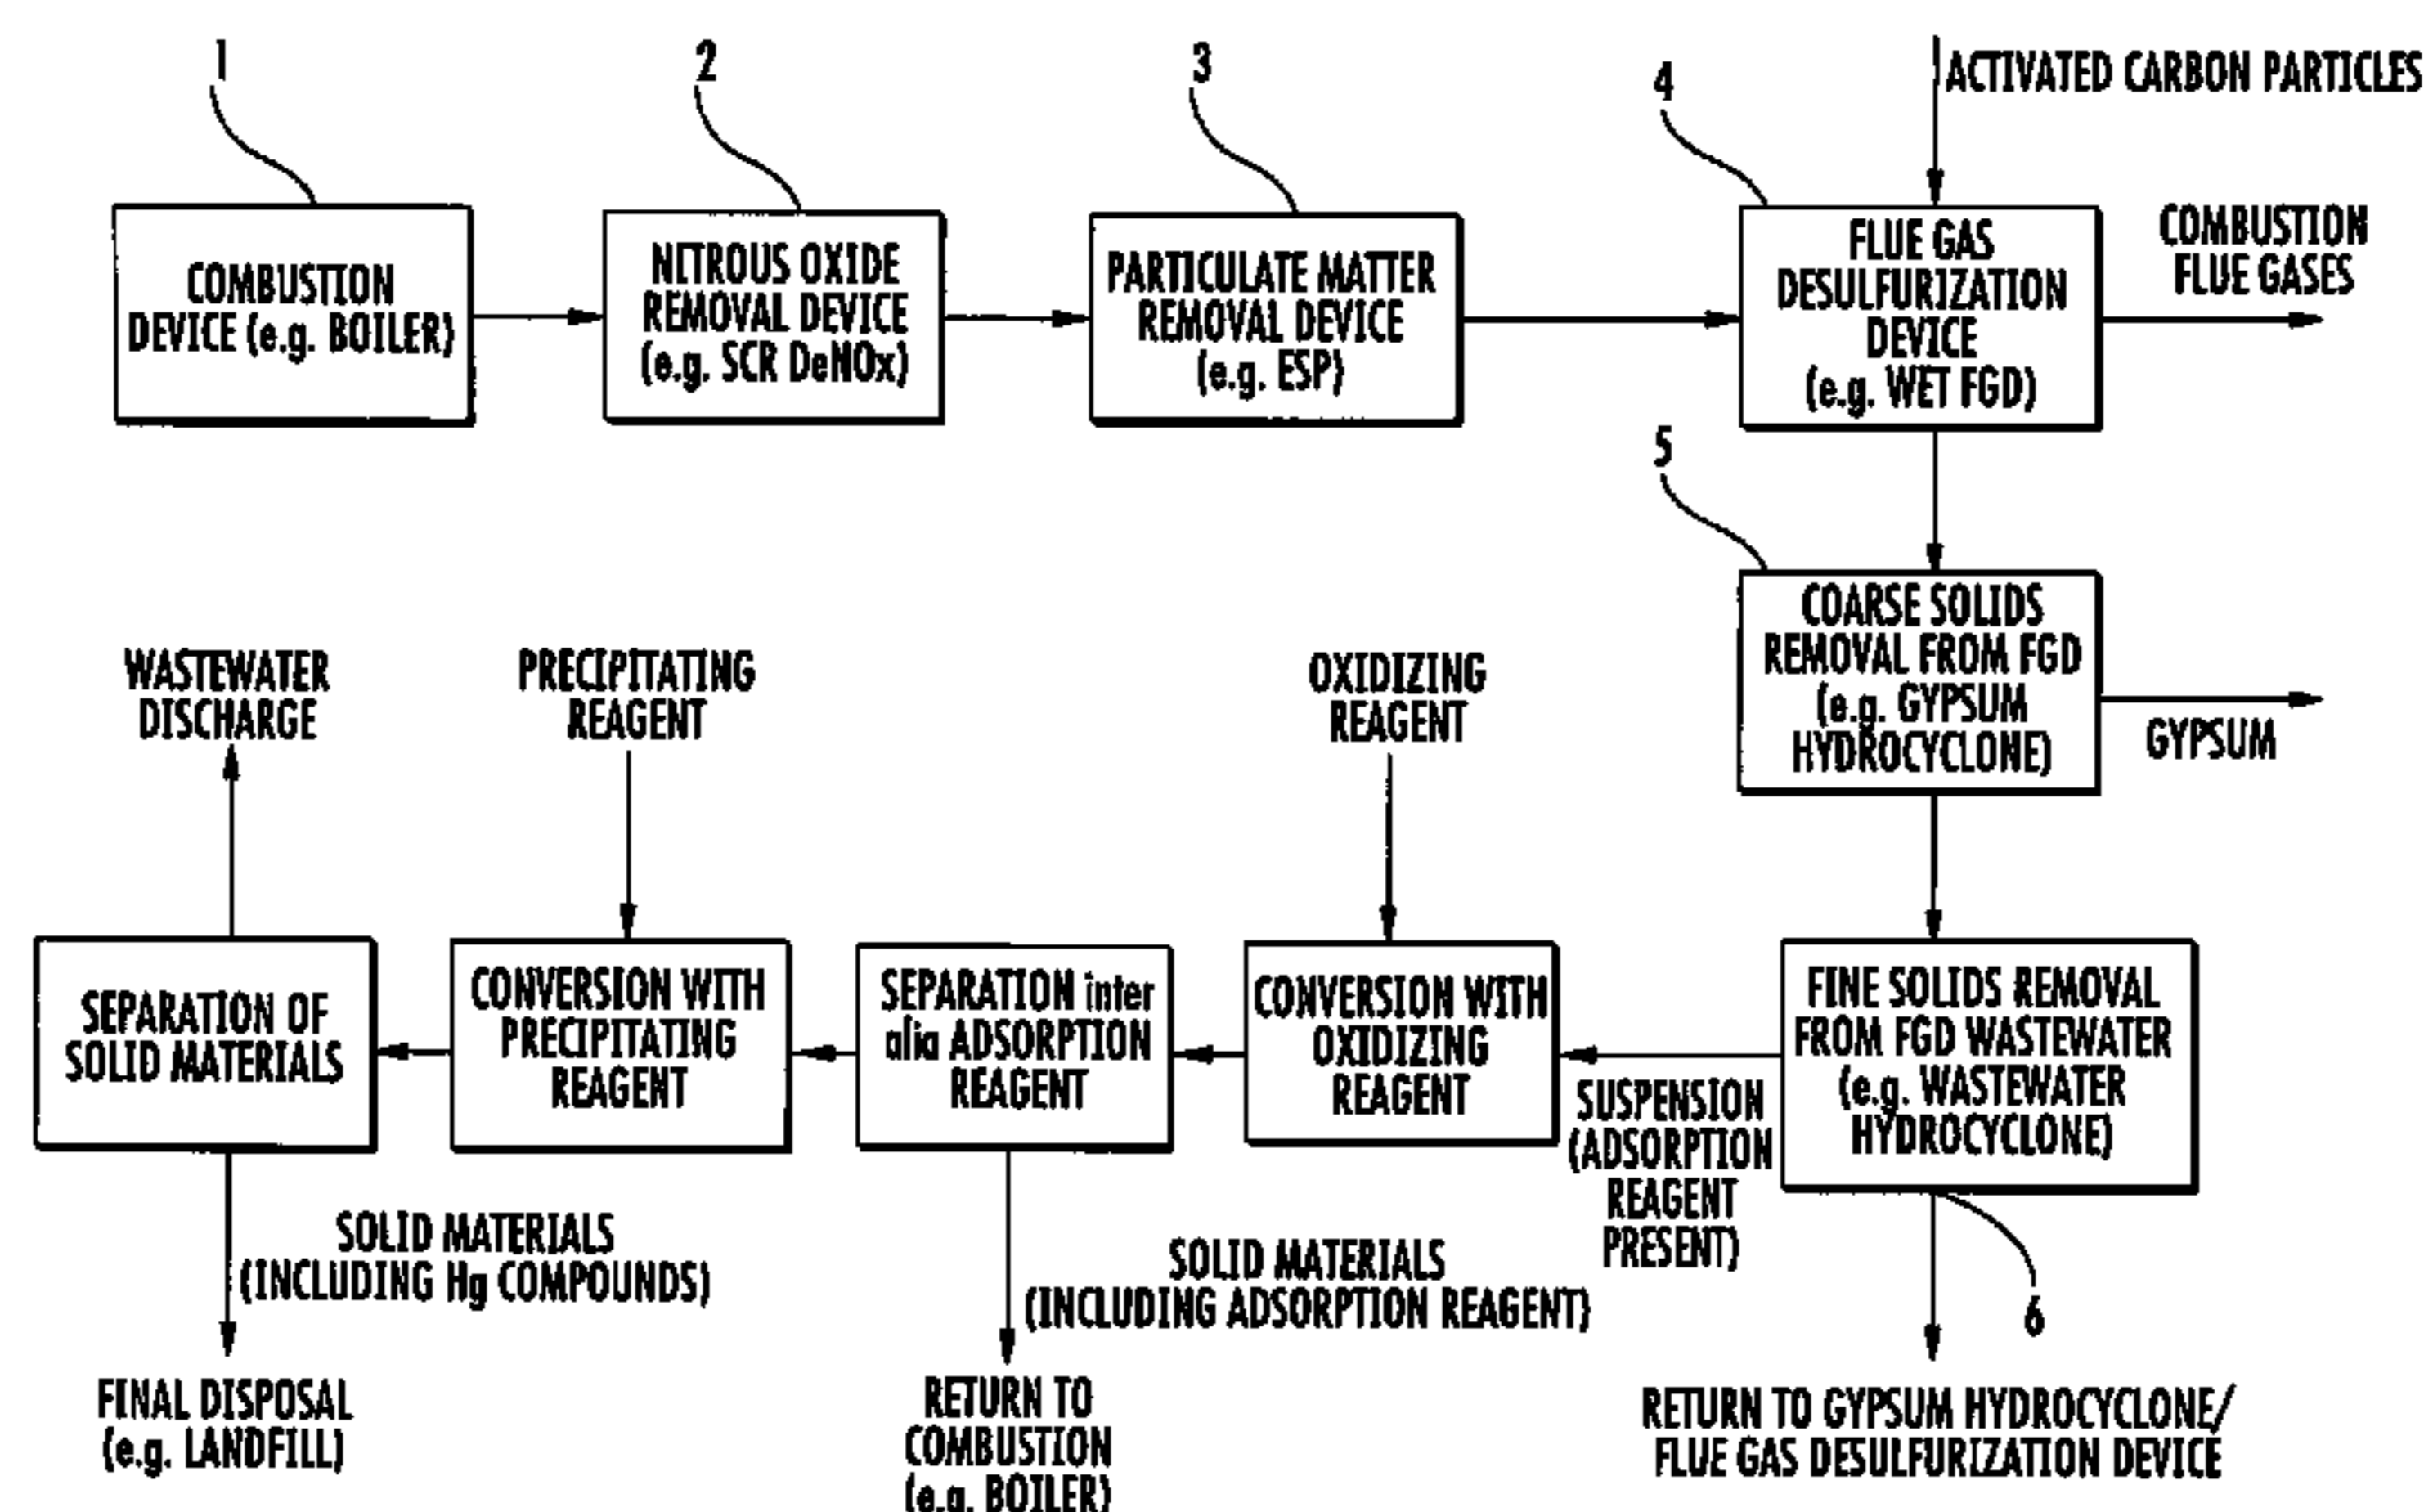 1
2
3
4
ACTIVATED CARBON PARTICLES
COMBUSTION
DEVICE (e.g. BOILER)
NITROUS OXIDE
REMOVAL DEVICE
(e.g. SCR DeNOx)
PARTICULATE MATTER
REMOVAL DEVICE
(e.g. ESP)
FLUE GAS
DESULFURIZATION
DEVICE
(e.g. WET FGD)
COMBUSTION
FLUE GASES
5
COARSE SOLIDS
REMOVAL FROM FGD
(e.g. GYPSUM
HYDROCYCLONE)
GYPSUM
WASTEWATER
DISCHARGE
PRECIPITATING
REAGENT
OXIDIZING
REAGENT
SEPARATION OF
SOLID MATERIALS
CONVERSION WITH
PRECIPITATING
REAGENT
SEPARATION inter
alia ADSORPTION
REAGENT
CONVERSION WITH
OXIDIZING
REAGENT
SUSPENSION
(ADSORPTION
REAGENT
PRESENT)
FINE SOLIDS REMOVAL
FROM FGD WASTEWATER
(e.g. WASTEWATER
HYDROCYCLONE)
SOLID MATERIALS
(INCLUDING Hg COMPOUNDS)
SOLID MATERIALS
(INCLUDING ADSORPTION REAGENT)
6
FINAL DISPOSAL
(e.g. LANDFILL)
RETURN TO
COMBUSTION
(e.g. BOILER)
RETURN TO GYPSUM HYDROCYCLONE/
FLUE GAS DESULFURIZATION DEVICE